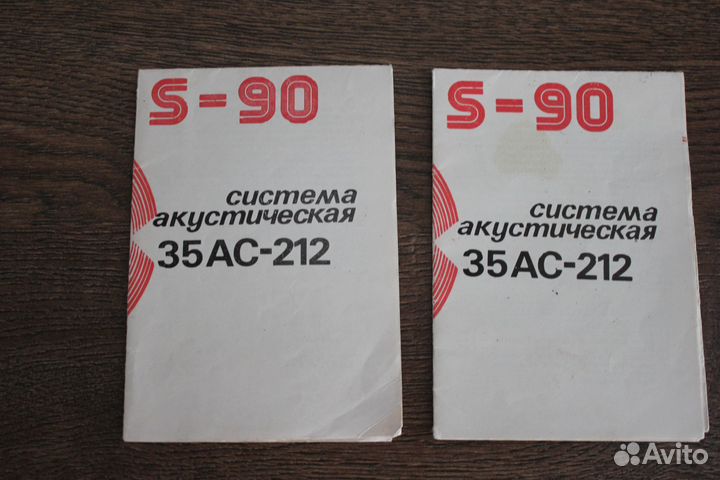 S-90
система
акустическая
35АС-212
S-90
система
акустическая
35АС-212
Avito